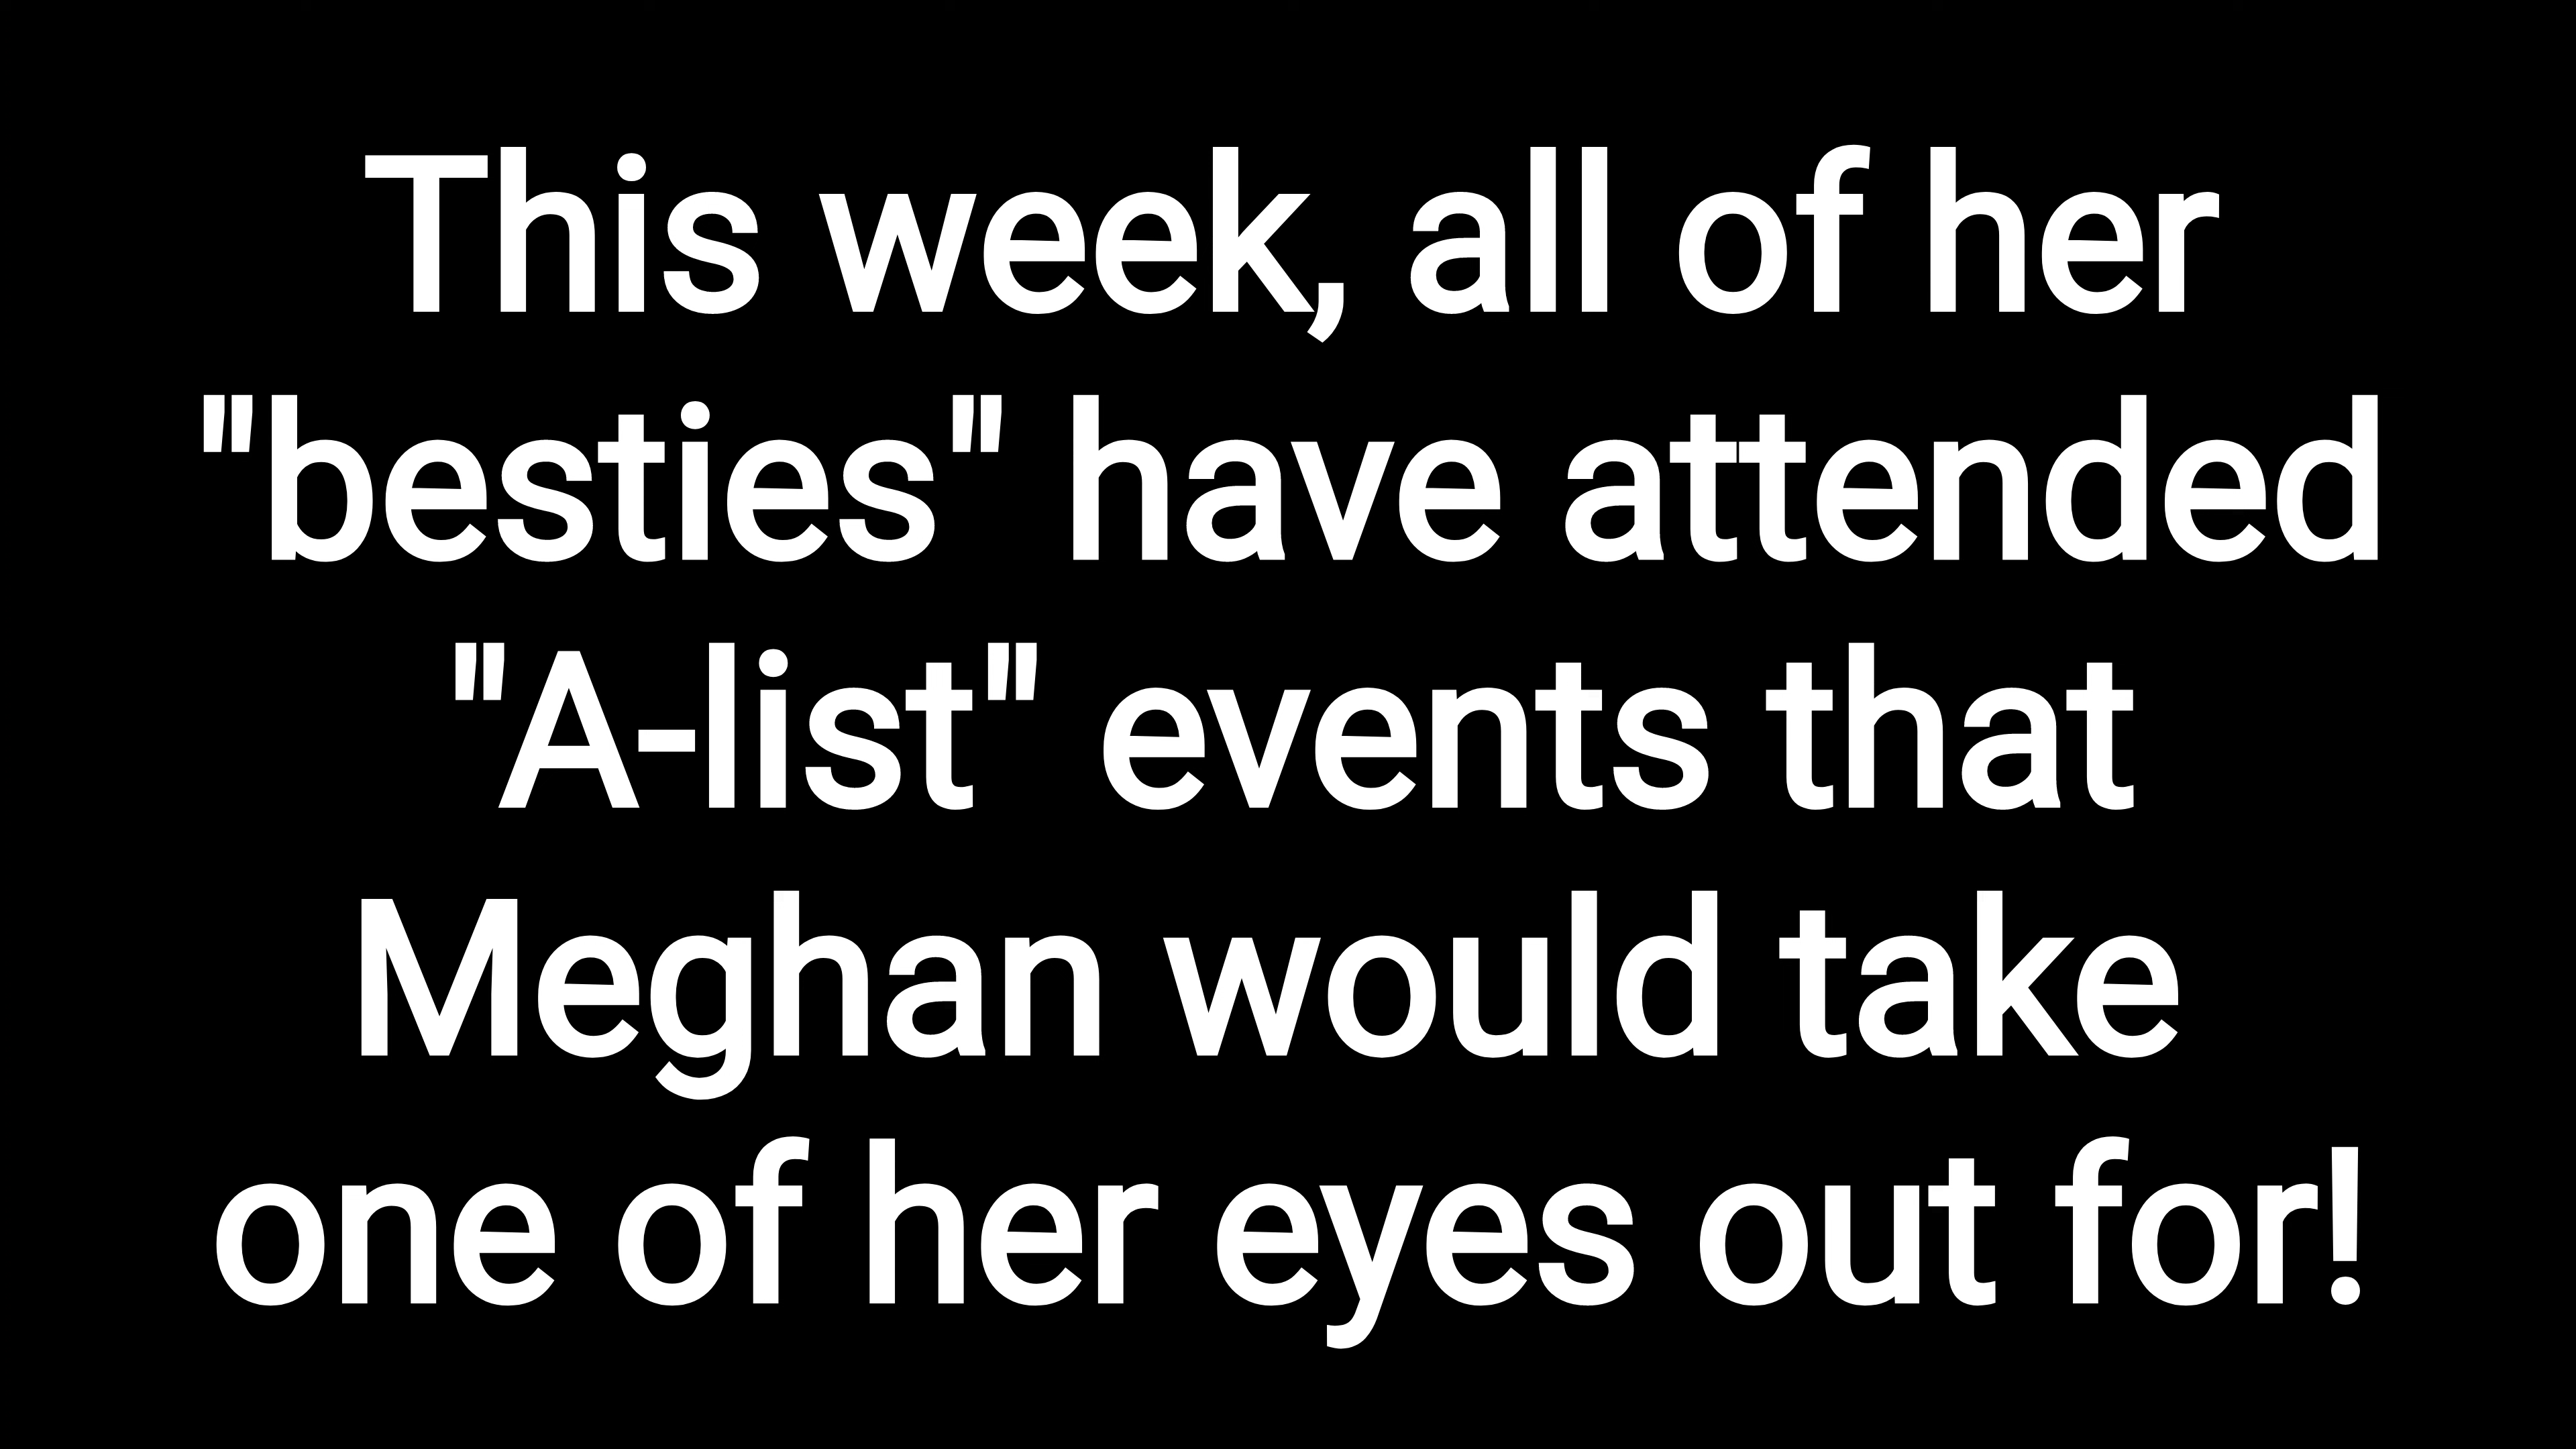 This week, all of her
"besties" have attended
"A-list" events that
Meghan would take
one of her eyes out for!